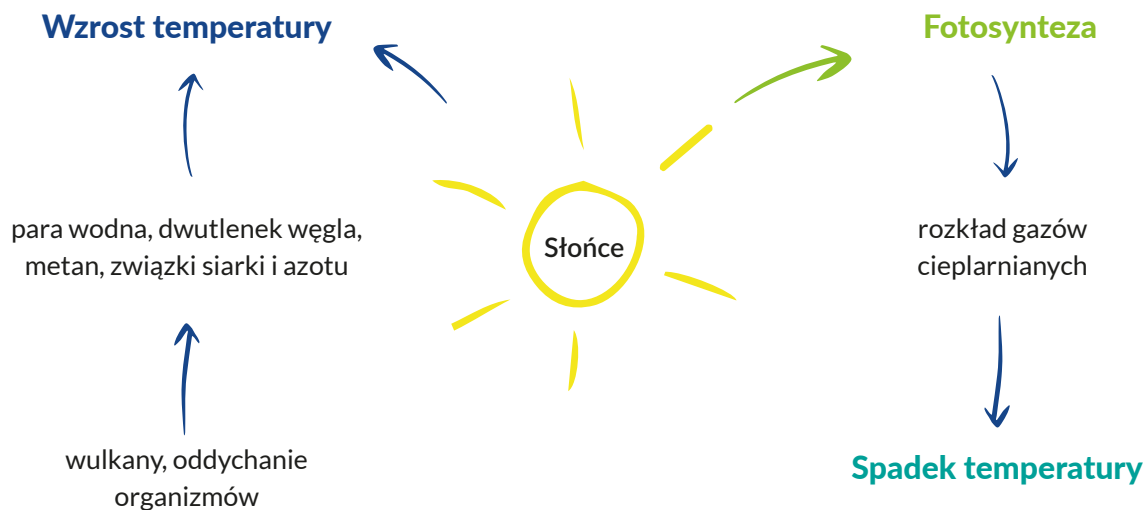 Wzrost temperatury
Fotosynteza
para wodna, dwutlenek węgla,
metan, związki siarki i azotu
Słońce
rozkład gazów
cieplarnianych
wulkany, oddychanie
organizmów
Spadek temperatury